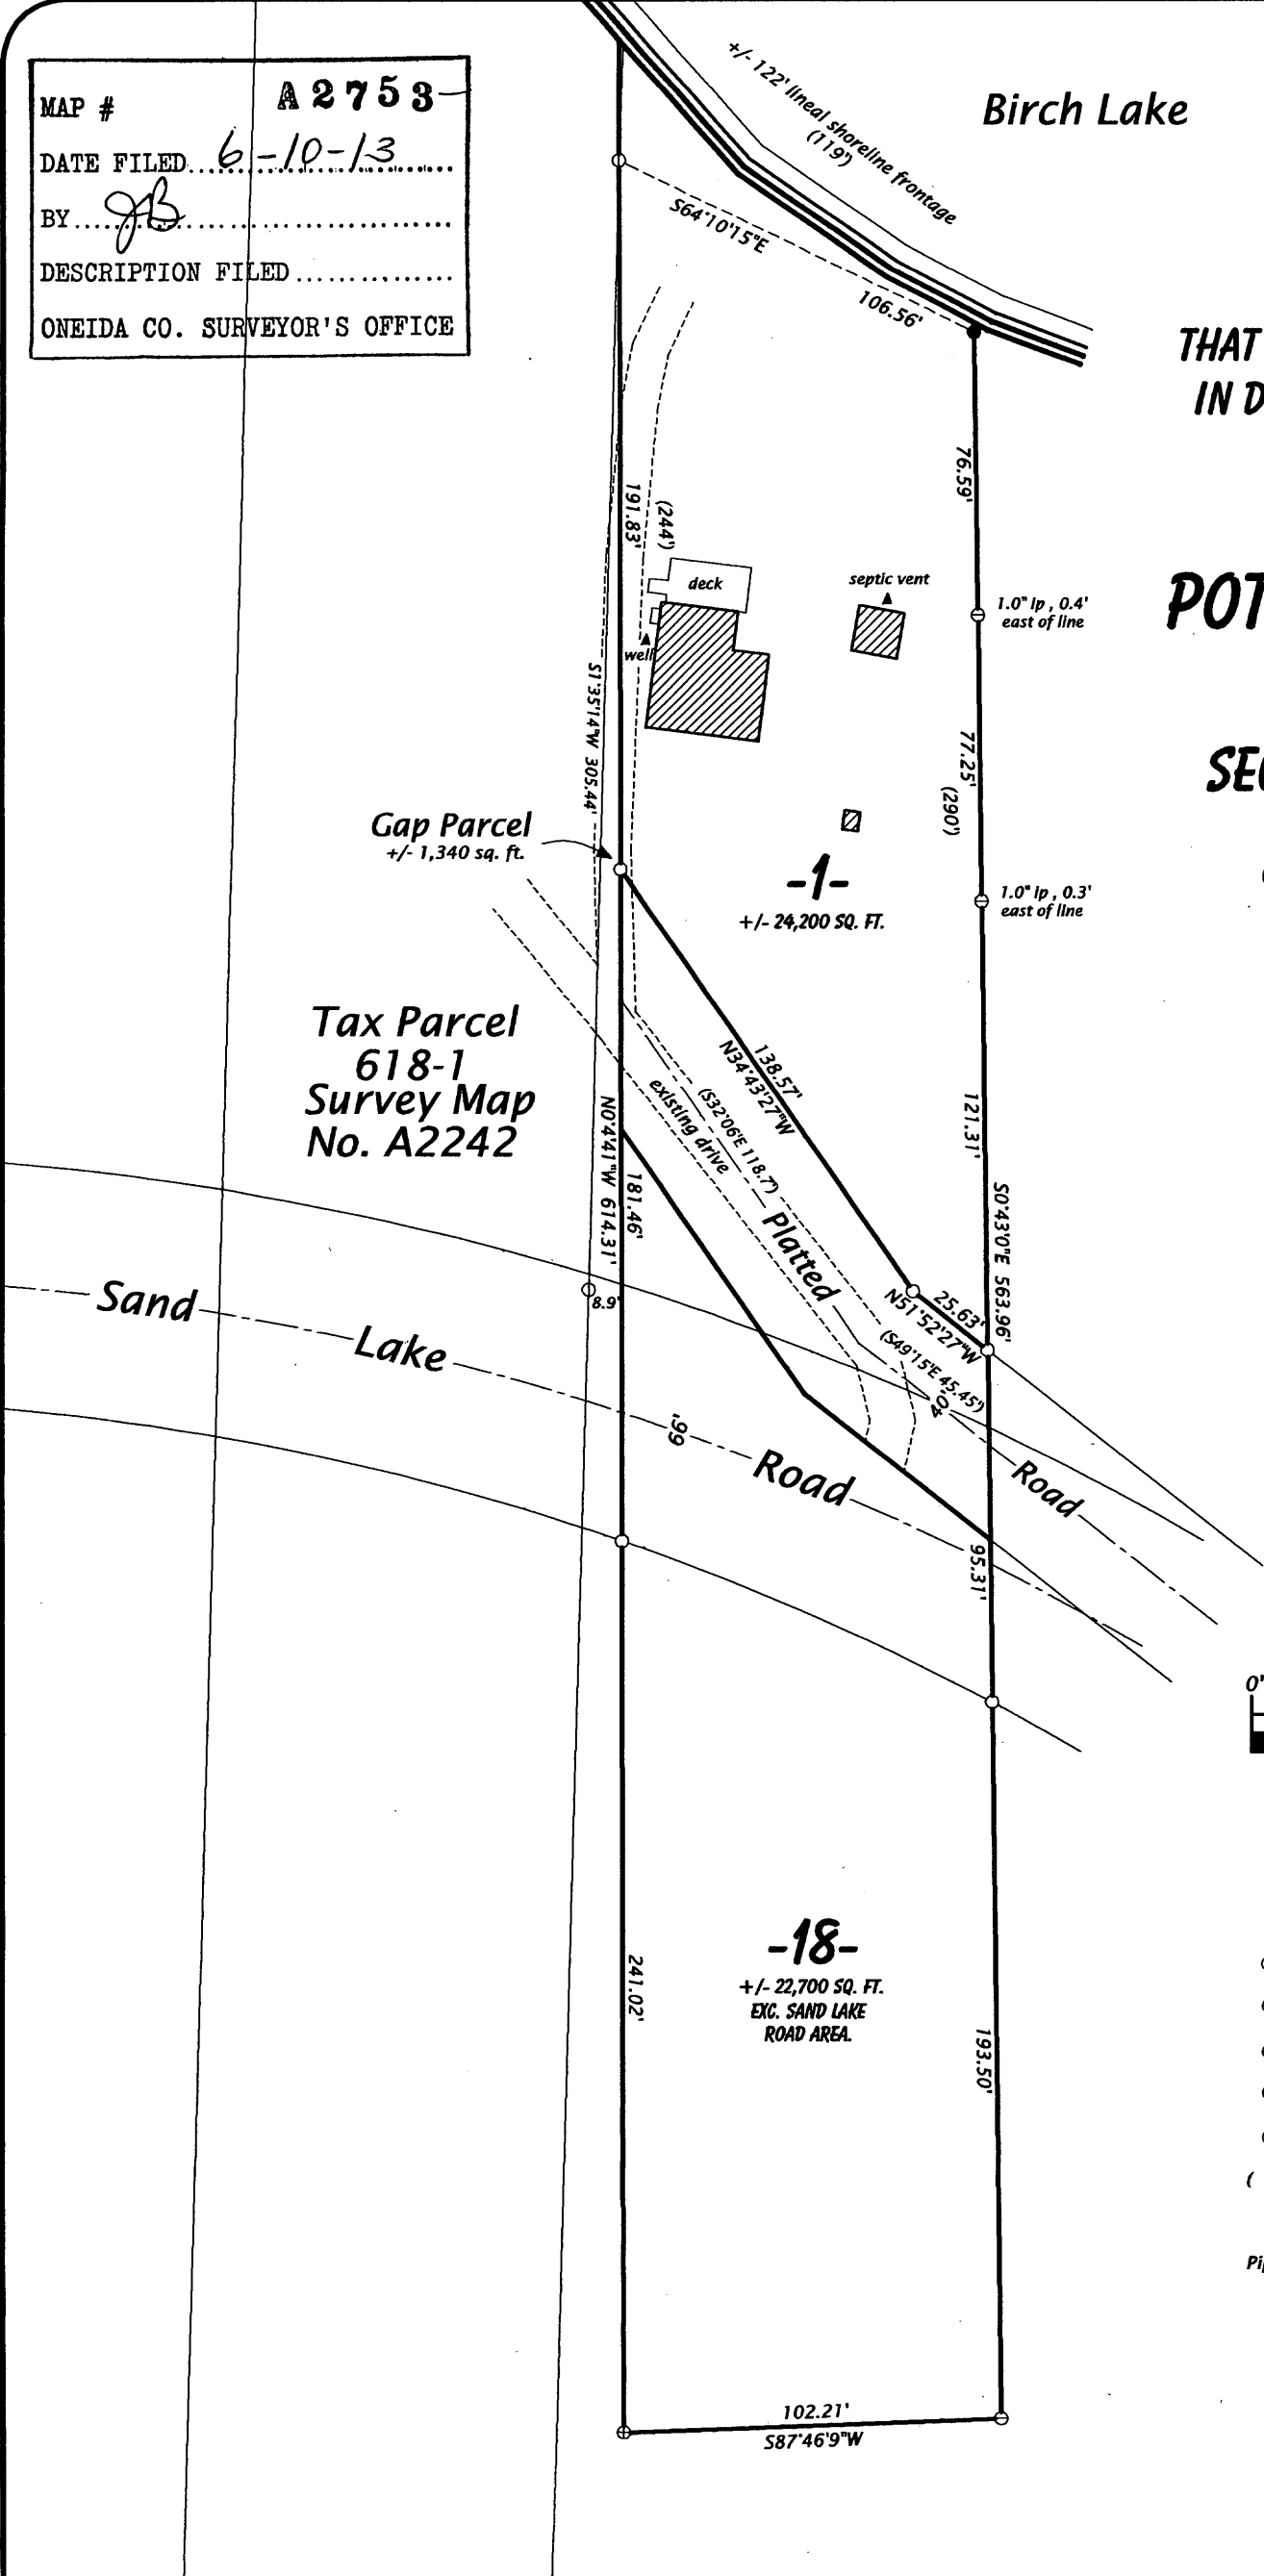 MAP # A2753
DATE FILED...6-10-13
BY...JB
DESCRIPTION FILED
ONEIDA CO. SURVEYOR'S OFFICE
+/- 122' lineal shoreline frontage
(119')
Birch Lake
S64°10'15"E
106.56'
THAT
IN D
76.59'
191.83'
(244')
deck
septic vent
1.0" ip , 0.4'
east of line
POT
well
S1°35'14"W 305.44'
77.25'
(290')
SE
Gap Parcel
+/- 1,340 sq. ft.
-1-
+/- 24,200 SQ. FT.
1.0" ip , 0.3'
east of line
Tax Parcel
618-1
Survey Map
No. A2242
138.57'
N34°43'27"W
(S32°06'E 118.7')
existing drive
121.31'
N0°4'41"W 614.31'
181.46'
S0°43'0"E 563.96'
Platted
25.63'
N51°52'27"W
(S49°15'E 45.45')
40'
8.9'
Sand
Lake
66'
Road
Road
95.31'
0'
-18-
+/- 22,700 SQ. FT.
EXC. SAND LAKE
ROAD AREA.
241.02'
193.50'
(
Pi
102.21'
S87°46'9"W